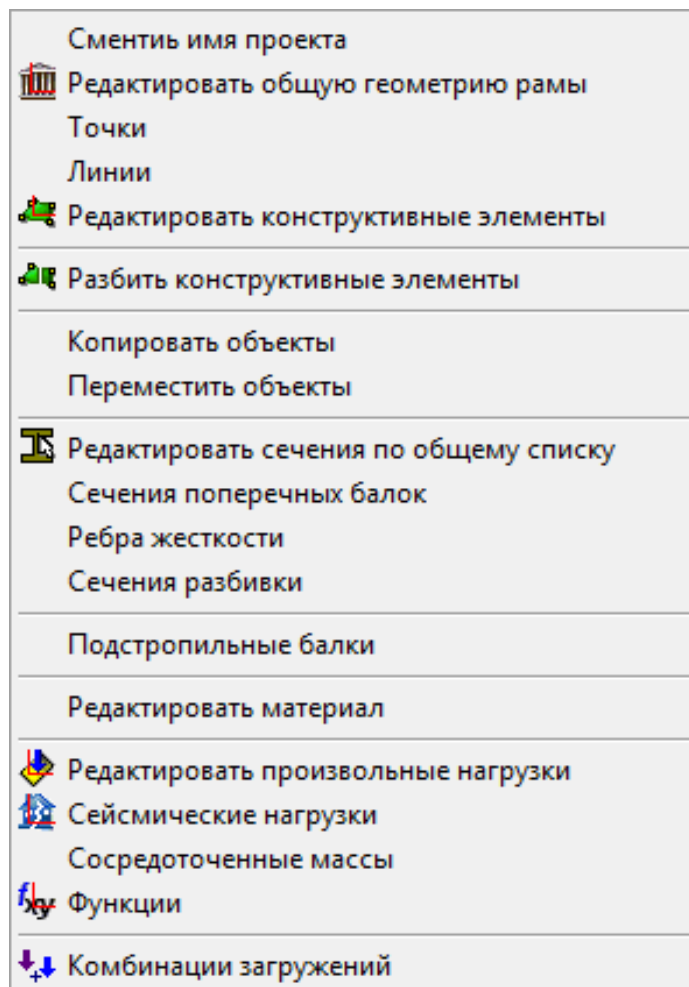 Сментиь имя проекта
Редактировать общую геометрию рамы
Точки
Линии
Редактировать конструктивные элементы
Разбить конструктивные элементы
Копировать объекты
Переместить объекты
Редактировать сечения по общему списку
Сечения поперечных балок
Ребра жесткости
Сечения разбивки
Подстропильные балки
Редактировать материал
Редактировать произвольные нагрузки
Сейсмические нагрузки
Сосредоточенные массы
fxy Функции
Комбинации загружений